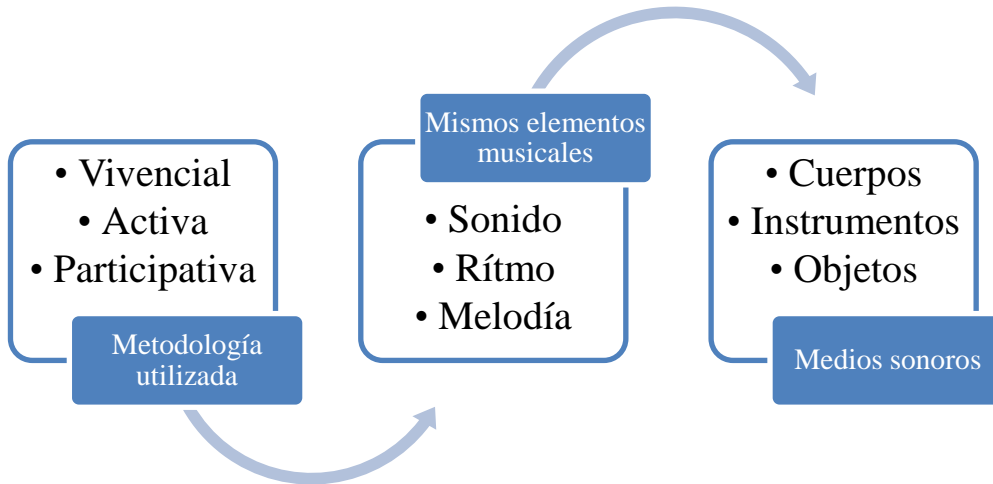 • Vivencial
• Activa
• Participativa
Metodología
utilizada
Mismos elementos
musicales
• Sonido
• Rítmo
• Melodía
• Cuerpos
• Instrumentos
• Objetos
Medios sonoros